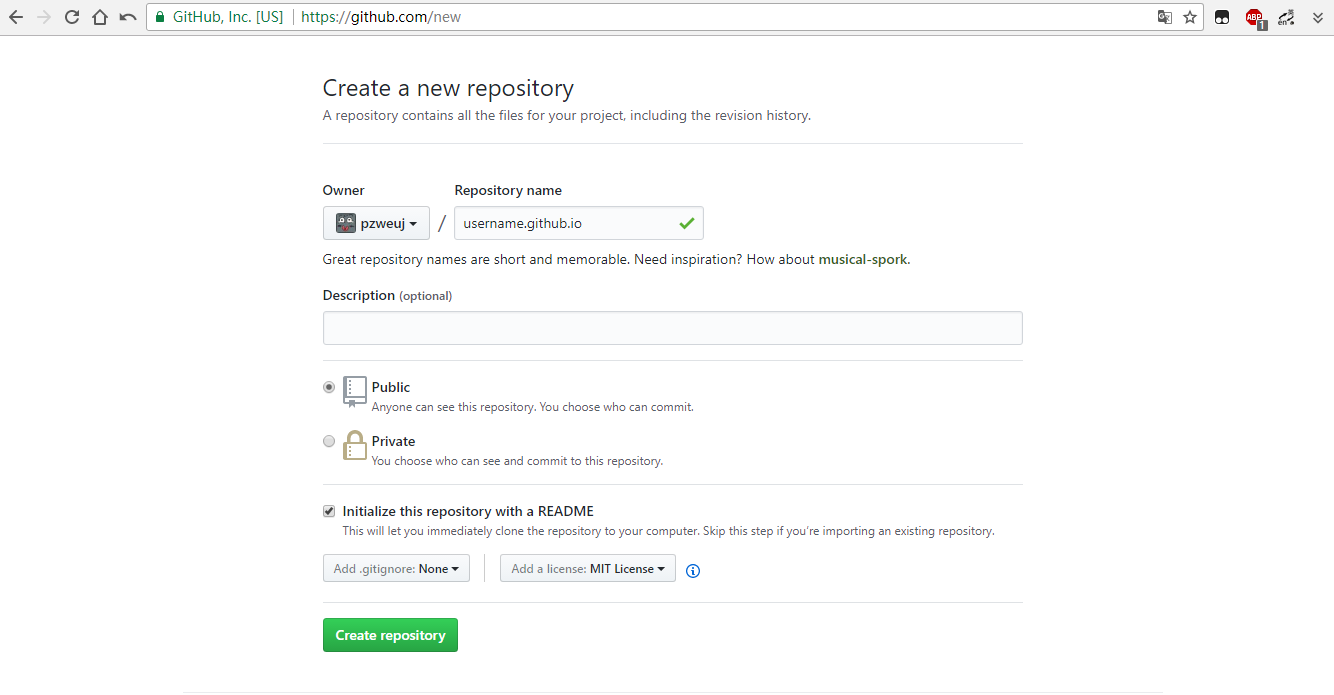 GitHub, Inc. [US] | https://github.com/new
ABP
1
en
英
Create a new repository
A repository contains all the files for your project, including the revision history.
Owner
Repository name
pzweuj
/
username.github.io
Great repository names are short and memorable. Need inspiration? How about musical-spork.
Description (optional)
Public
Anyone can see this repository. You choose who can commit.
Private
You choose who can see and commit to this repository.
Initialize this repository with a README
This will let you immediately clone the repository to your computer. Skip this step if you’re importing an existing repository.
Add .gitignore: None
Add a license: MIT License
Create repository